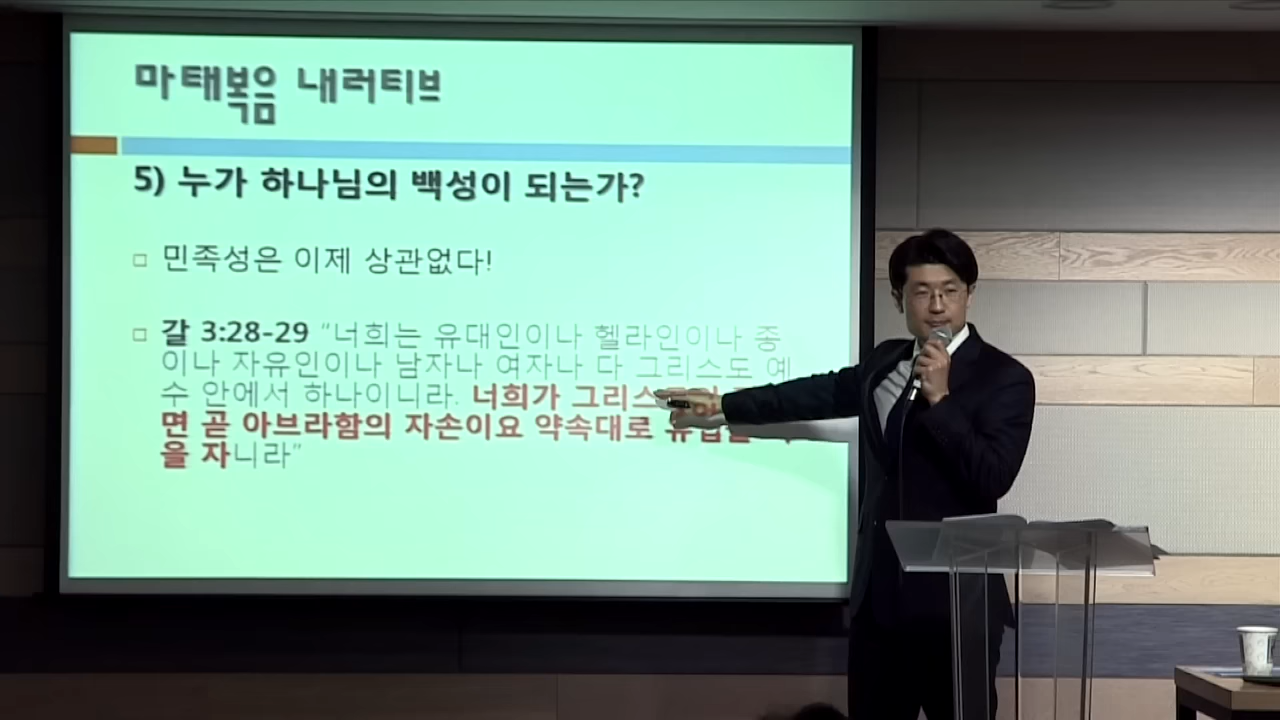 마태복음 내러티브
5) 누가 하나님의 백성이 되는가?
□ 민족성은 이제 상관없다!
□ 갈 3:28-29 “너희는 유대인이나 헬라인이나 종
이나 자유인이나 남자나 여자나 다 그리스도 예
수 안에서 하나이니라. 너희가 그리스
면 곧 아브라함의 자손이요 약속대로
을 자니라”